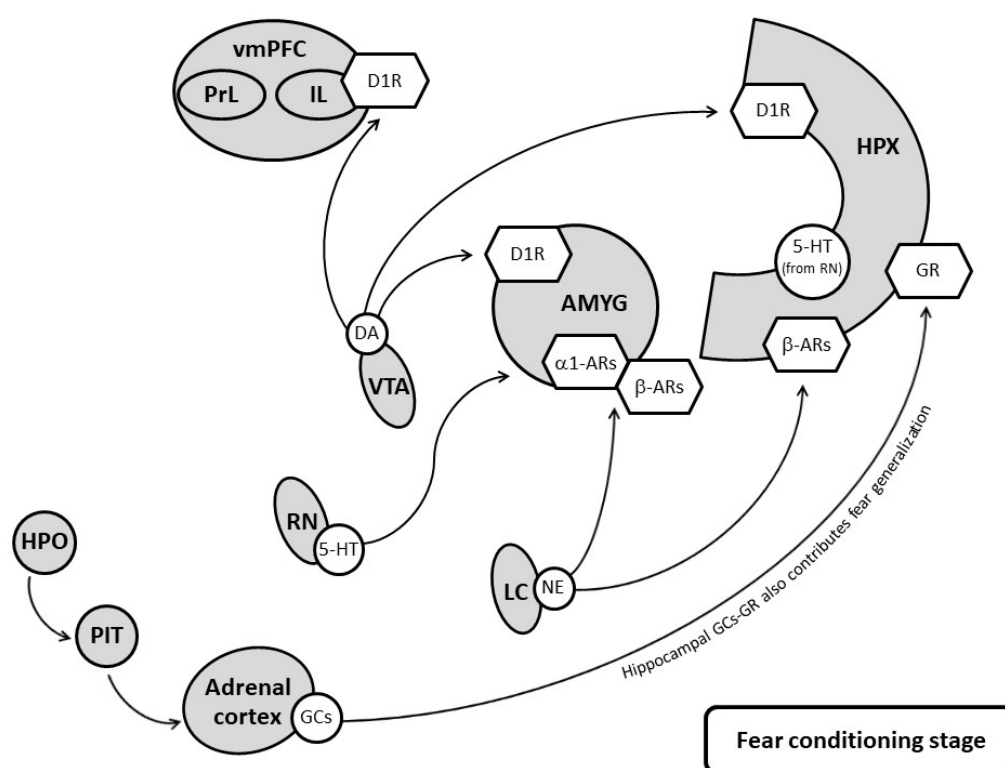 vmPFC
PrL
IL
D1R
D1R
HPX
D1R
AMYG
5-HT
(from RN)
GR
DA
VTA
α1-ARs
β-ARs
β-ARs
RN
5-HT
HPO
LC
NE
PIT
Adrenal
cortex
GCs
Hippocampal GCs-GR also contributes fear generalization
Fear conditioning stage